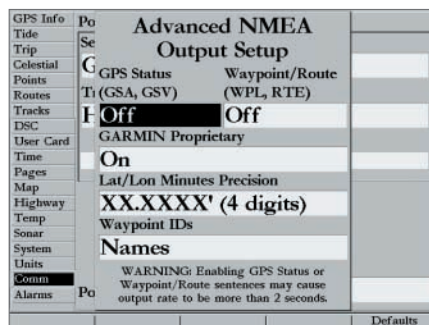 GPS Info
Tide
Trip
Celestial
Points
Routes
Tracks
DSC
User Card
Time
Pages
Map
Highway
Temp
Sonar
System
Units
Comm
Alarms
Po
Se
G
H
Po
Advanced NMEA
Output Setup
GPS Status Waypoint/Route
(GSA, GSV) (WPL, RTE)
Off Off
GARMIN Proprietary
On
Lat/Lon Minutes Precision
XX.XXXX' (4 digits)
Waypoint IDs
Names
WARNING: Enabling GPS Status or
Waypoint/Route sentences may cause
output rate to be more than 2 seconds.
Defaults